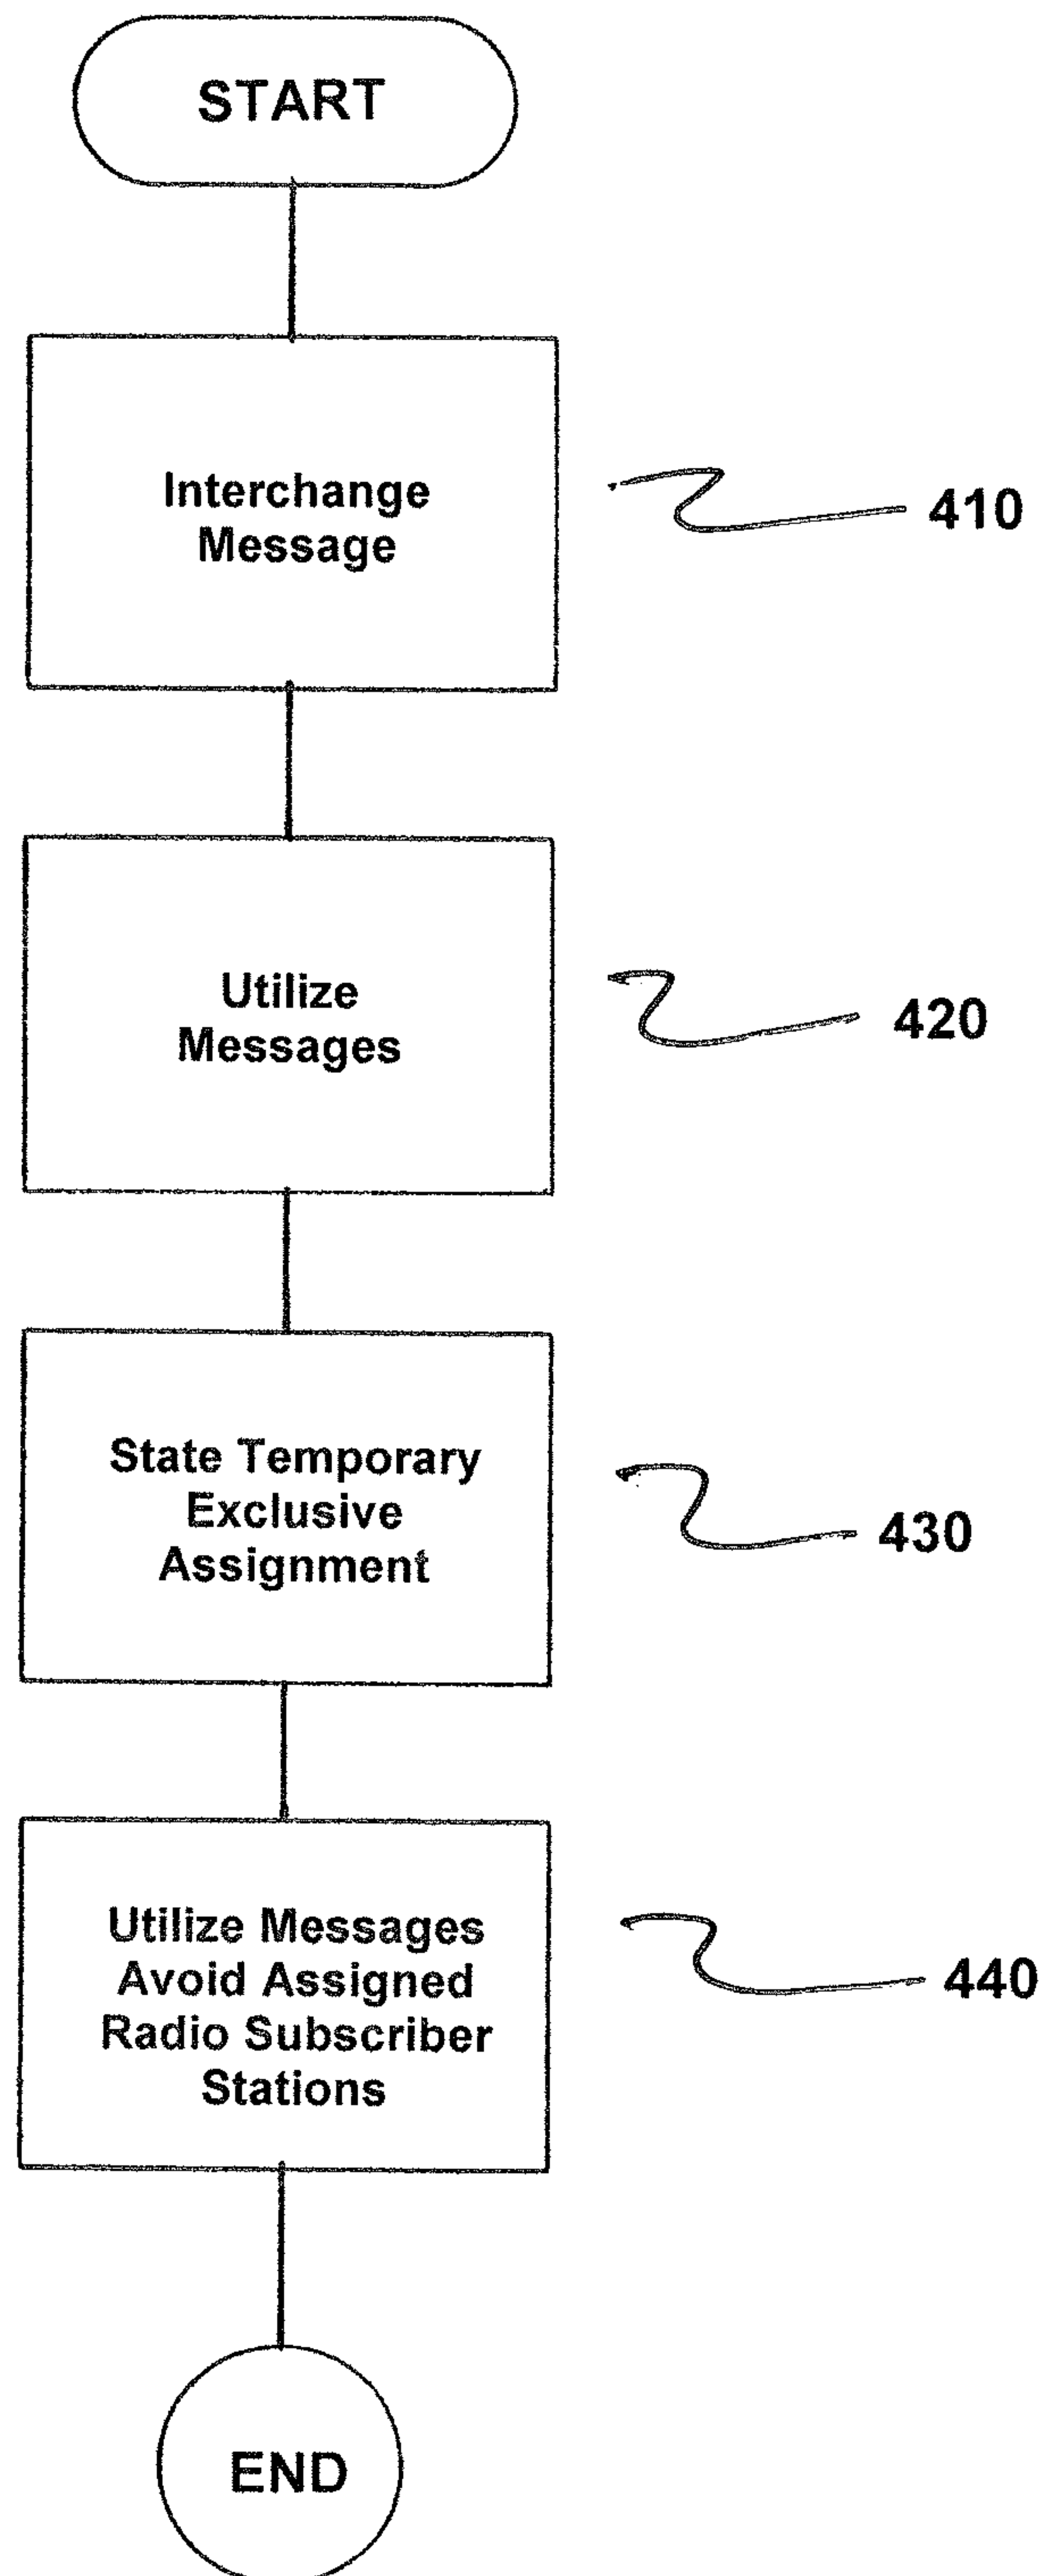 START
Interchange
Message
410
Utilize
Messages
420
State Temporary
Exclusive
Assignment
430
Utilize Messages
Avoid Assigned
Radio Subscriber
Stations
440
END